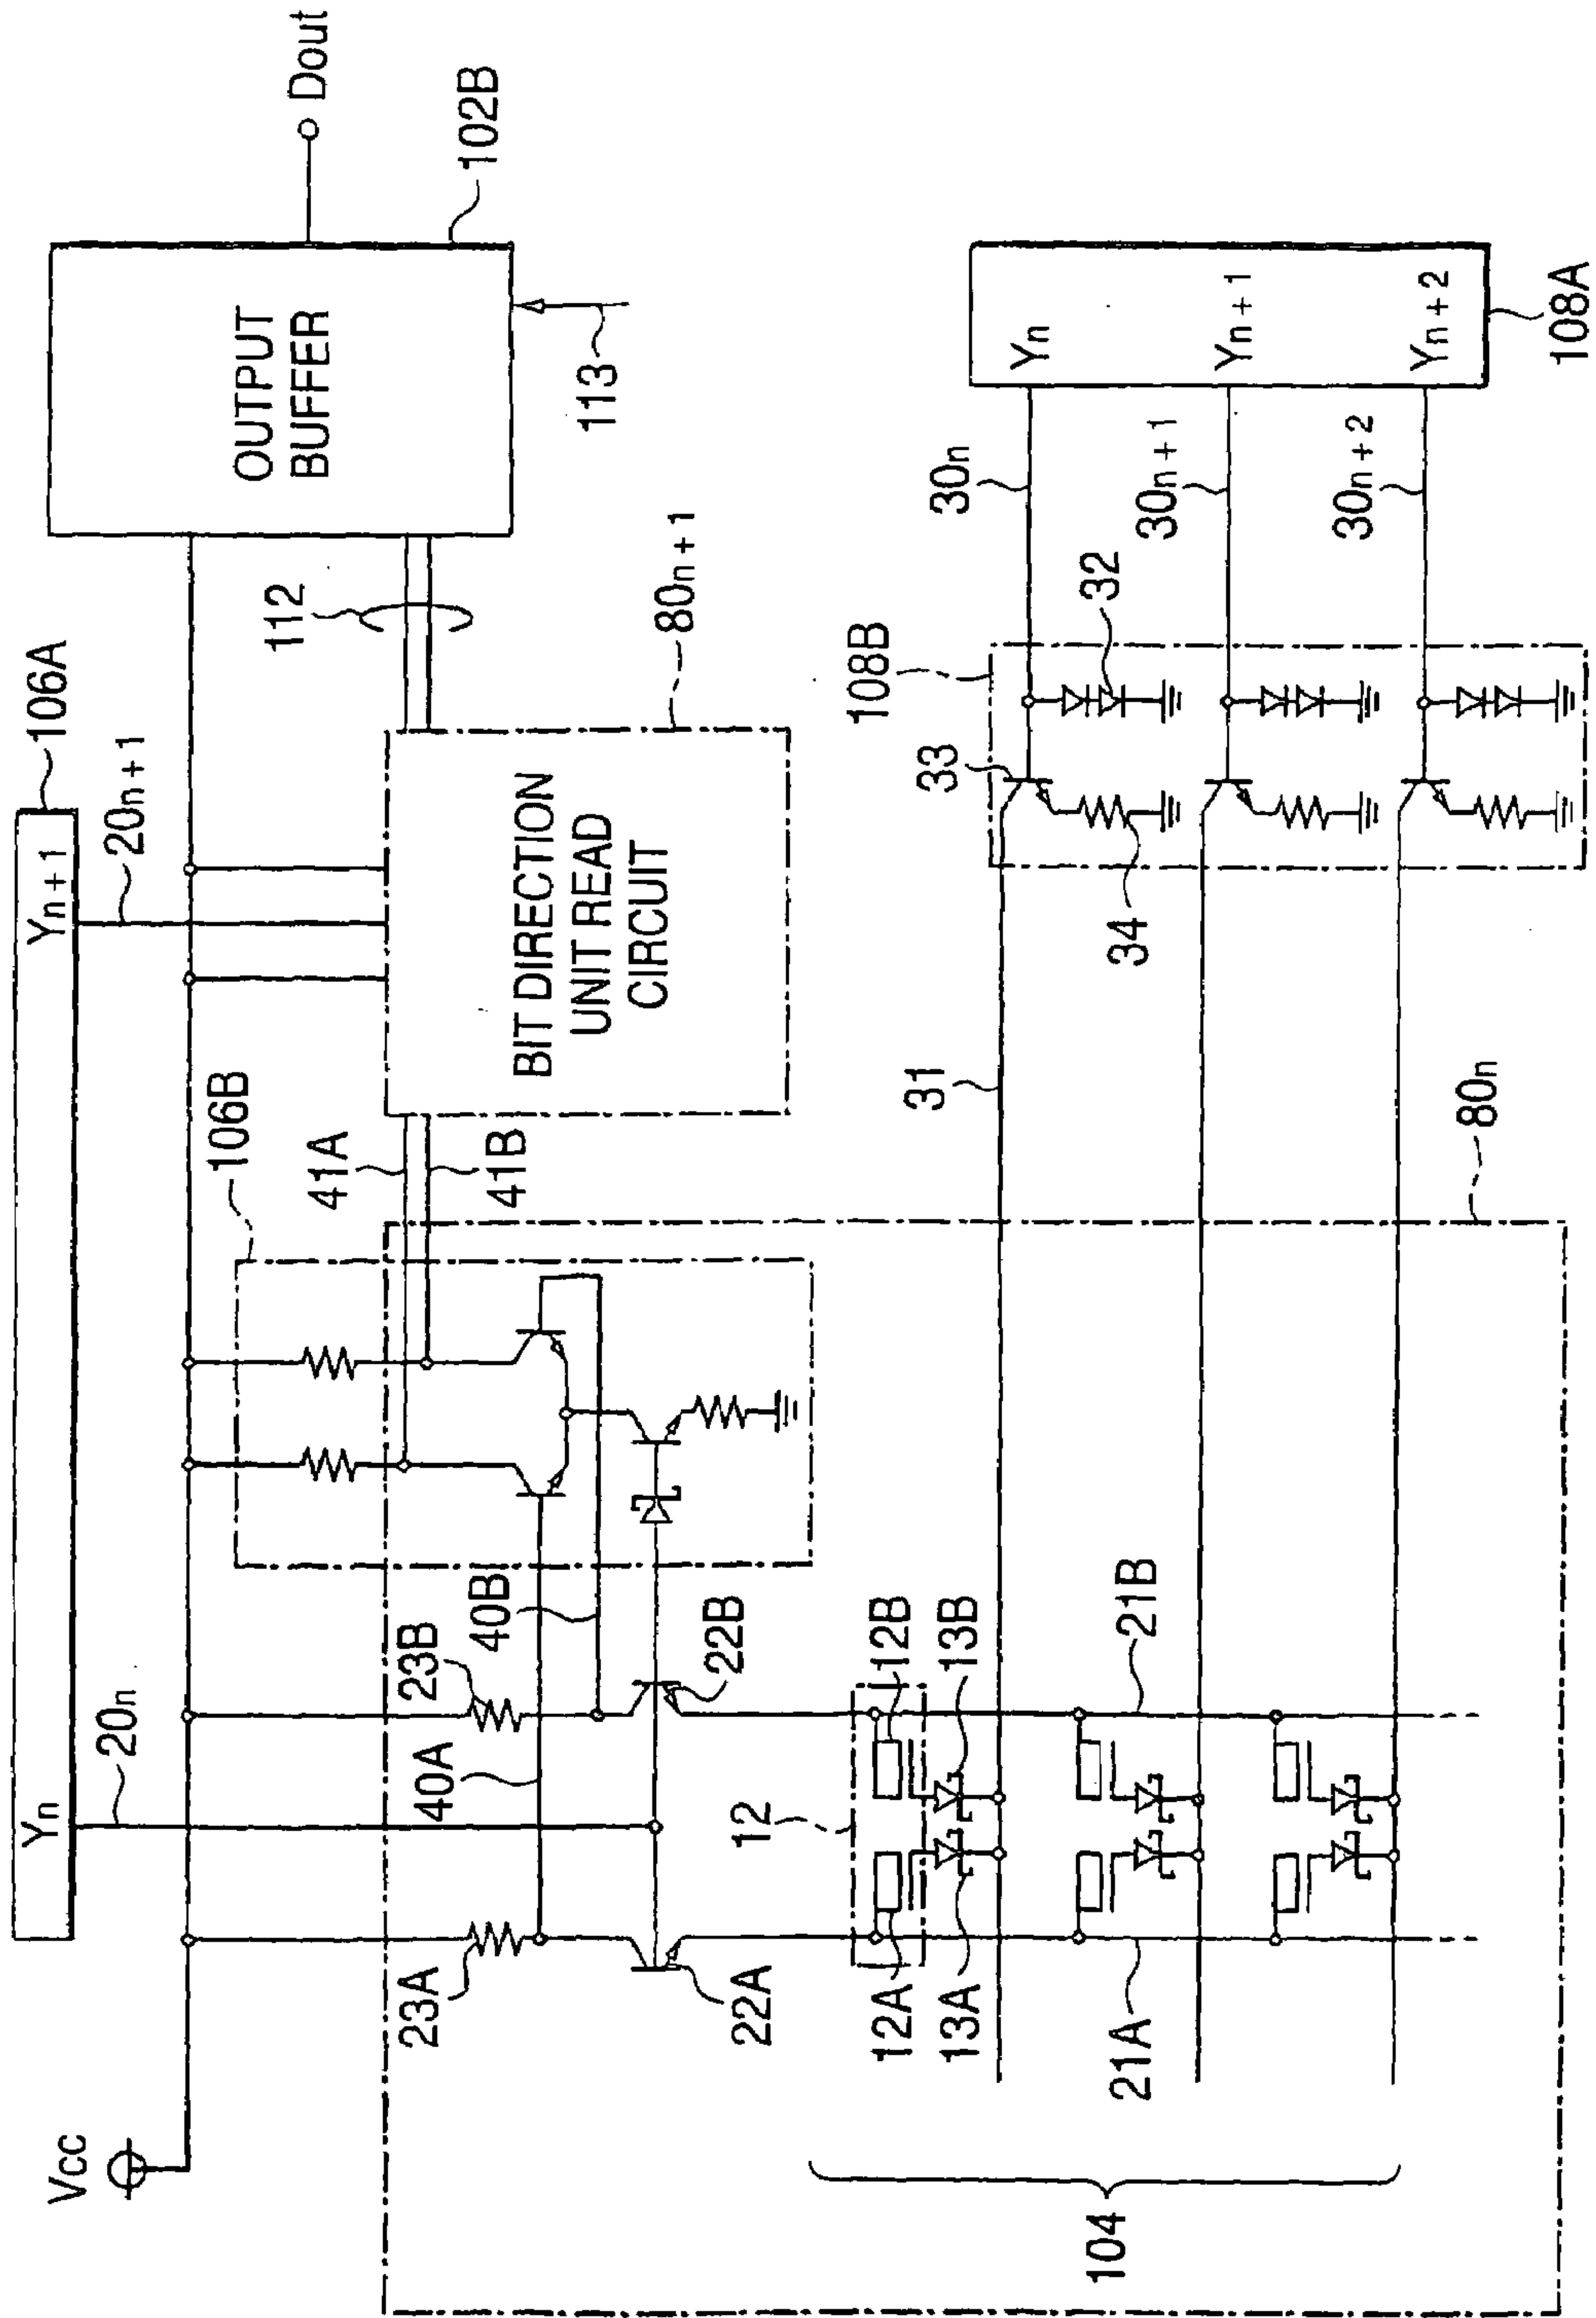 Vcc
Yn
Yn + 1
106A
20n
20n + 1
OUTPUT
BUFFER
Dout
102B
112
113
106B
41A
41B
BIT DIRECTION
UNIT READ
CIRCUIT
80n + 1
23A
23B
40A
40B
22A
22B
12
12A
12B
13A
13B
31
21A
21B
104
80n
108B
33
32
34
30n
30n + 1
30n + 2
Yn
Yn + 1
Yn + 2
108A